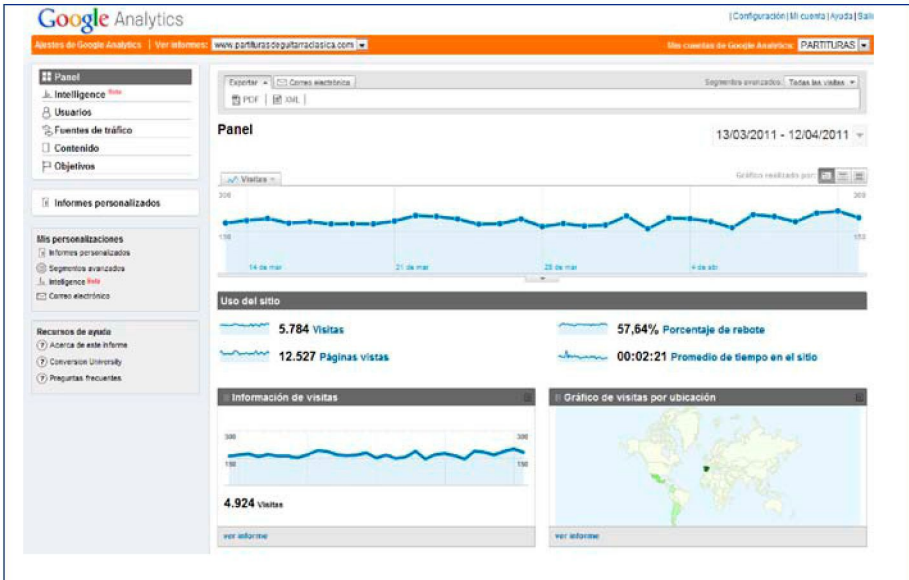 Google Analytics
| Configuración | Mi cuenta | Ayuda | Salir
Ajustes de Google Analytics | Ver informes: www.partiturasdeguitarraclasica.com
Mis cuentas de Google Analytics: PARTITURAS
Panel
Intelligence Beta
Usuarios
Fuentes de tráfico
Contenido
Objetivos
Informes personalizados
Mis personalizaciones
Informes personalizados
Segmentos avanzados
Intelligence Beta
Correo electrónico
Recursos de ayuda
? Acerca de este informe
? Conversion University
? Preguntas frecuentes
Exportar Correo electrónico
Segmentos avanzados: Todas las visitas
PDF | XML |
Panel
13/03/2011 - 12/04/2011
Visitas
Gráfico realizado por:
300 300
150 150
14 de mar 21 de mar 28 de mar 4 de abr
Uso del sitio
5.784 Visitas
57,64% Porcentaje de rebote
12.527 Páginas vistas
00:02:21 Promedio de tiempo en el sitio
Información de visitas
300 300
150 150
4.924 Visitas
ver informe
Gráfico de visitas por ubicación
ver informe